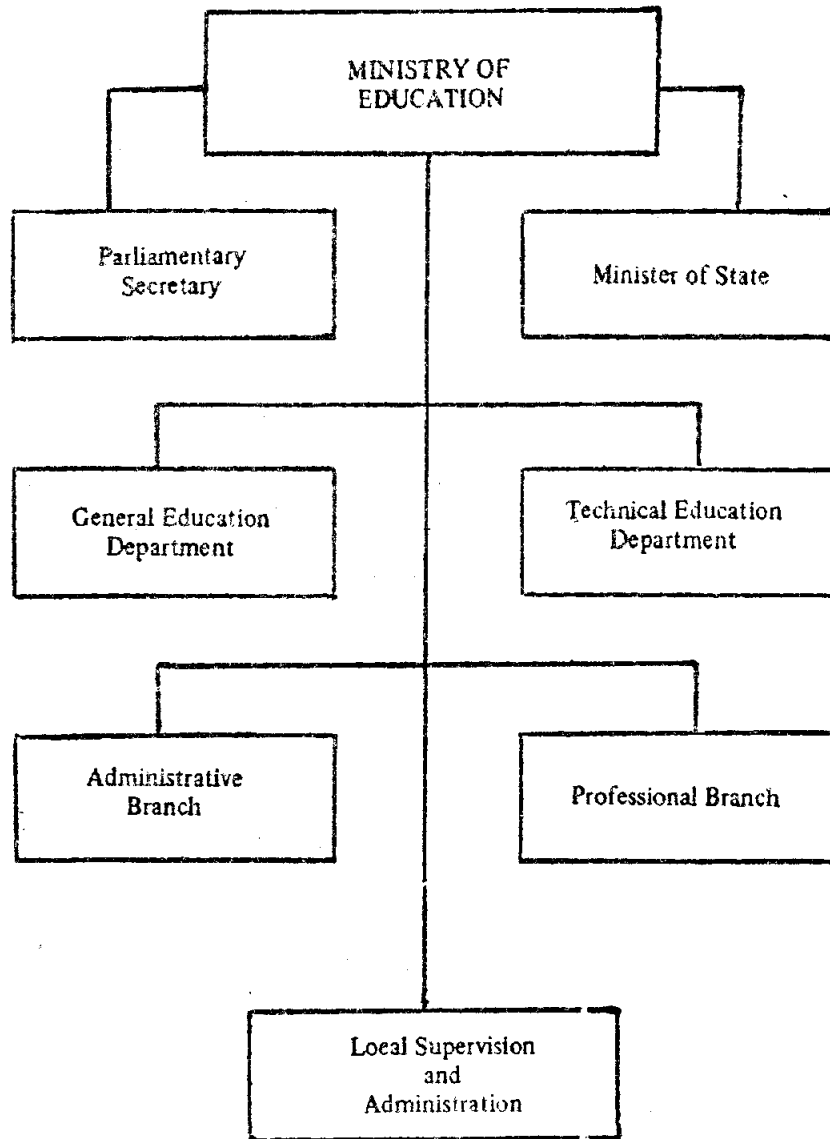 MINISTRY OF
EDUCATION
Parliamentary
Secretary
Minister of State
General Education
Department
Technical Education
Department
Administrative
Branch
Professional Branch
Local Supervision
and
Administration